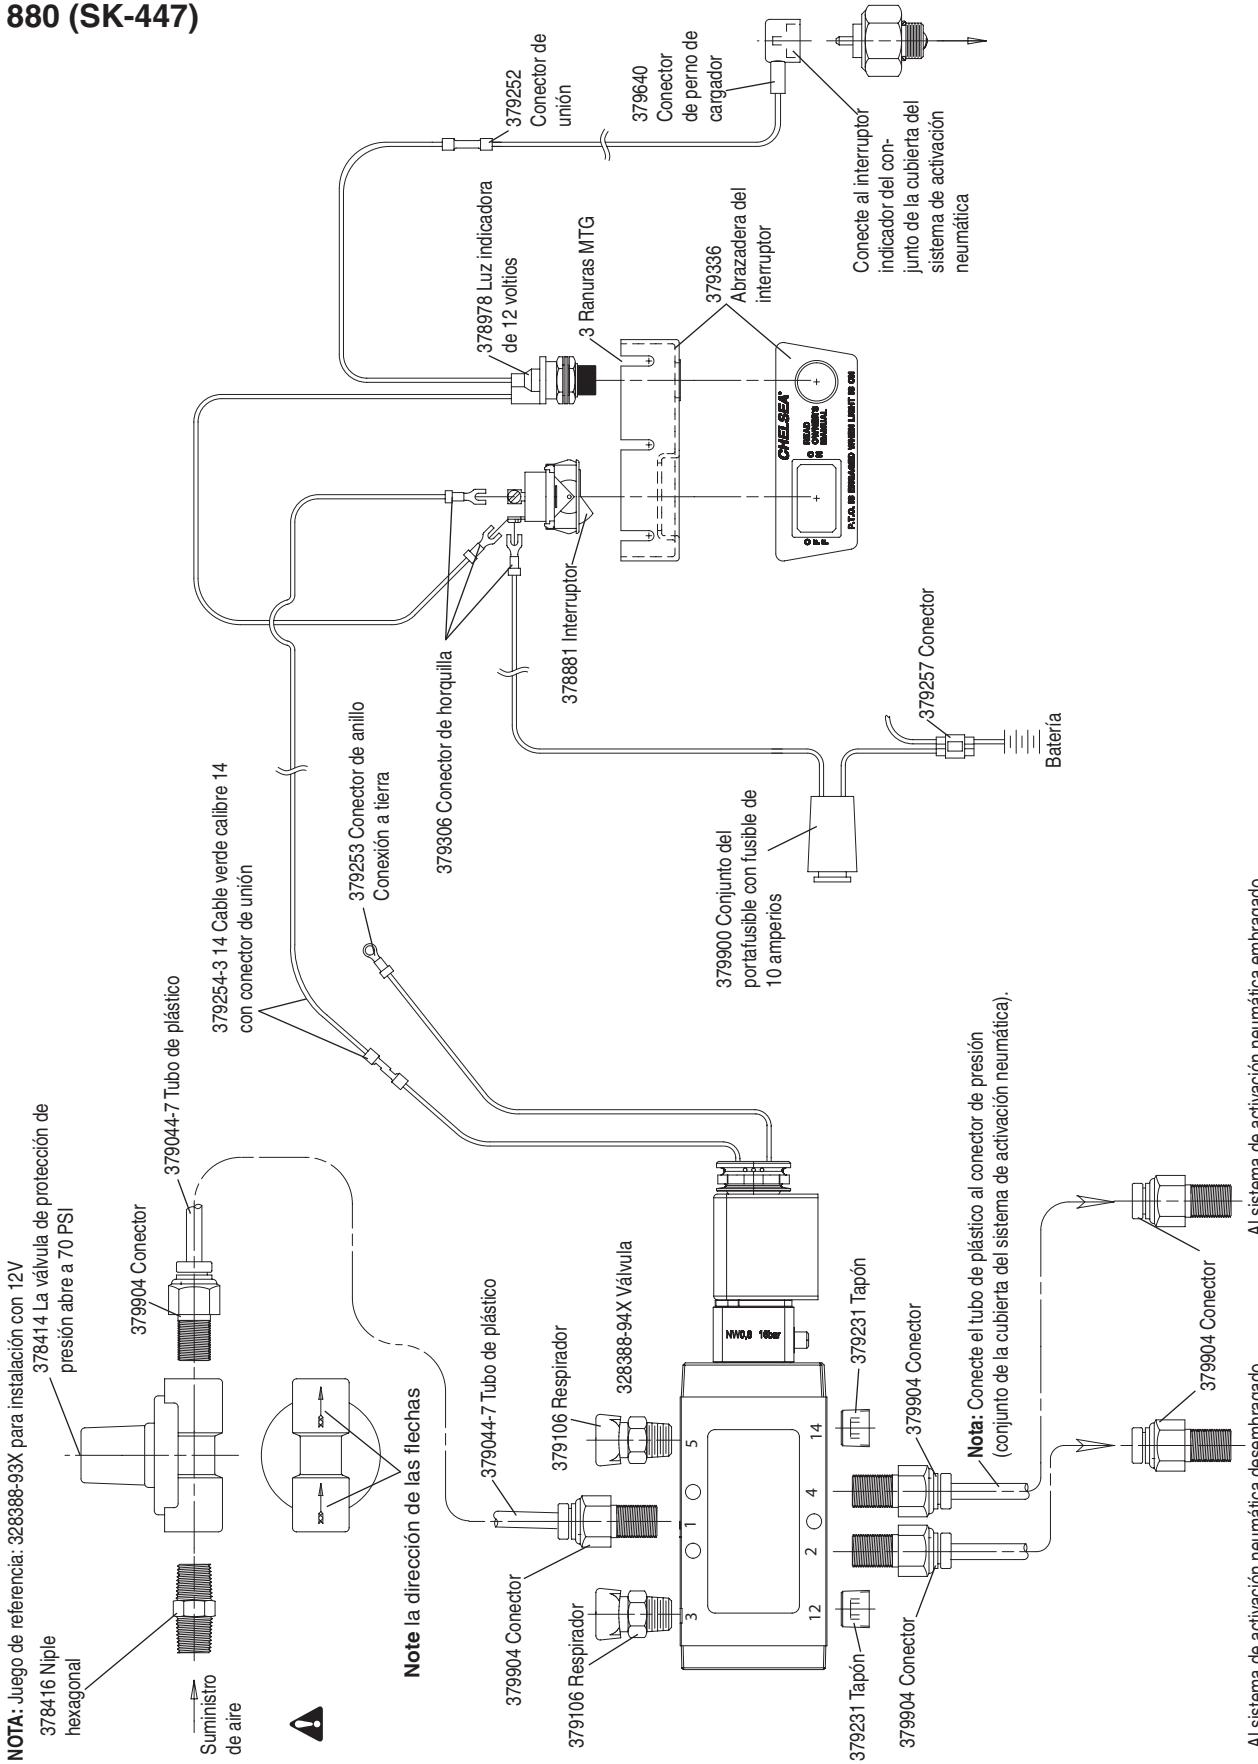 880 (SK-447)
NOTA: Juego de referencia: 328388-93X para instalación con 12V
378416 Niple
hexagonal
378414 La válvula de protección de
presión abre a 70 PSI
379904 Conector
379044-7 Tubo de plástico
Suministro
de aire
Note la dirección de las flechas
379254-3 14 Cable verde calibre 14
con conector de unión
379253 Conector de anillo
Conexión a tierra
379306 Conector de horquilla
378881 Interruptor
378978 Luz indicadora
de 12 voltios
379252
Conector de
unión
379640
Conector
de perno de
cargador
3 Ranuras MTG
379336
Abrazadera del
interruptor
Conecte al interruptor
indicador del con-
junto de la cubierta del
sistema de activación
neumática
CHELSEA
READ
OWNER'S
MANUAL
ON
OFF
P.T.O. IS ENGAGED WHEN LIGHT IS ON
379900 Conjunto del
portafusible con fusible de
10 amperios
379257 Conector
Batería
379904 Conector
379044-7 Tubo de plástico
379106 Respirador
379106 Respirador
328388-94X Válvula
3
1
5
12
2
4
14
NW0,8 16bar
379231 Tapón
379231 Tapón
379904 Conector
379904 Conector
Nota: Conecte el tubo de plástico al conector de presión
(conjunto de la cubierta del sistema de activación neumática).
379904 Conector
Al sistema de activación neumática desembragado
Al sistema de activación neumática embragado